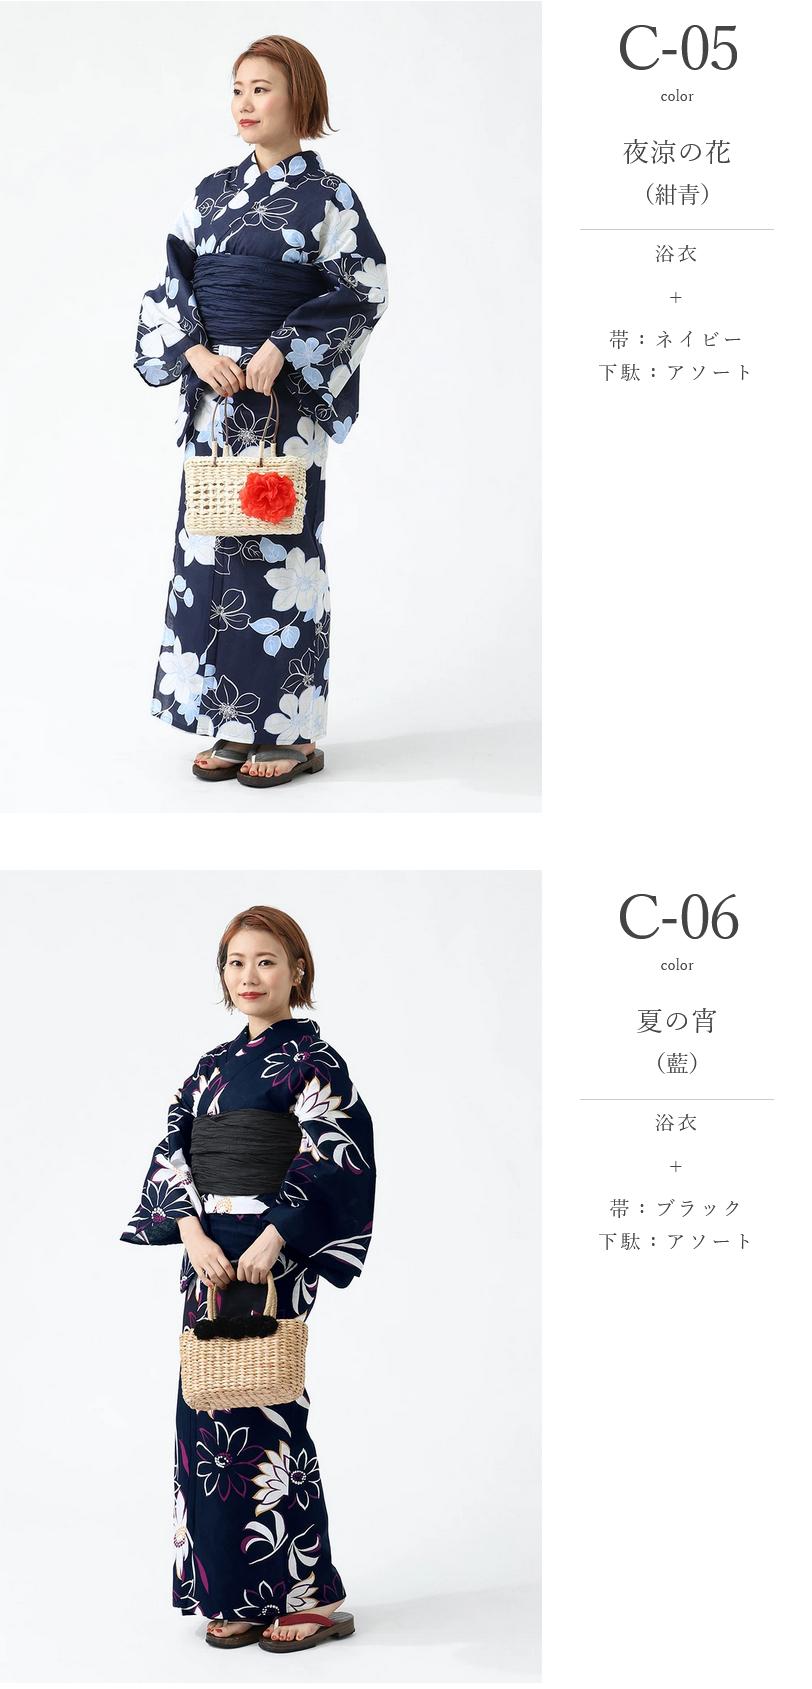 C-05
color
夜涼の花
（紺青）
浴衣
+
帯：ネイビー
下駄：アソート
C-06
color
夏の宵
（藍）
浴衣
+
帯：ブラック
下駄：アソート